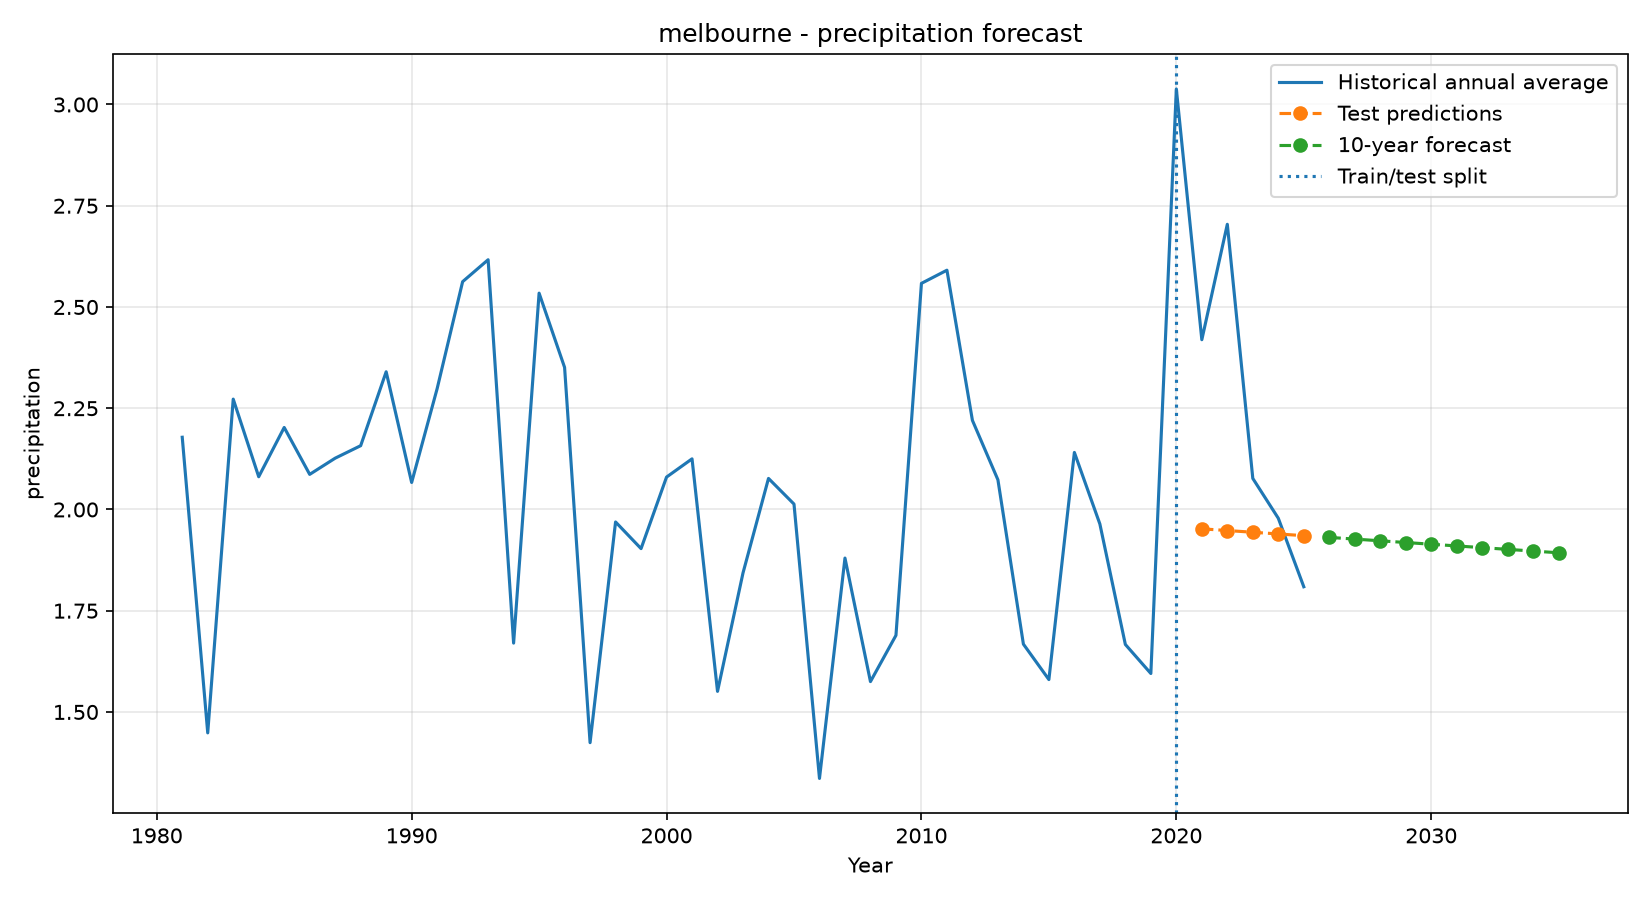 melbourne - precipitation forecast
Historical annual average
Test predictions
10-year forecast
Train/test split
precipitation
3.00
2.75
2.50
2.25
2.00
1.75
1.50
1980
1990
2000
2010
2020
2030
Year